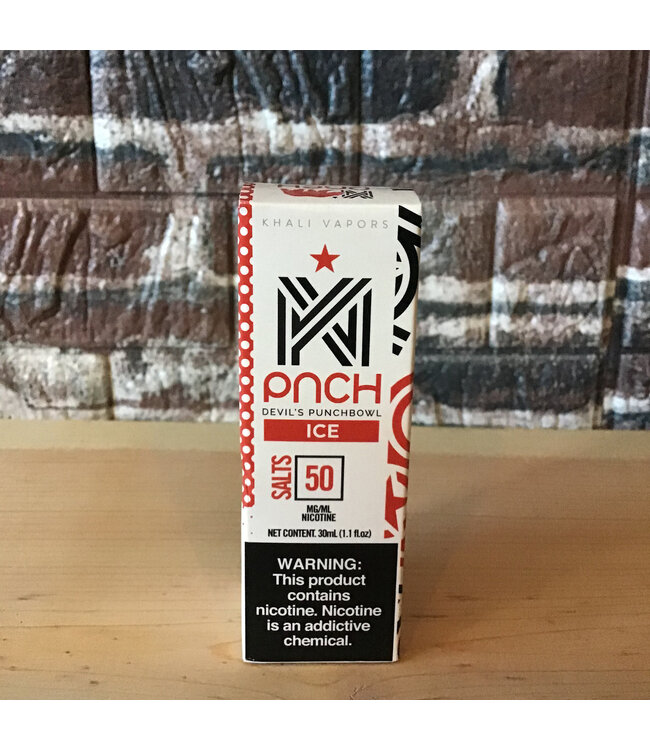 KHALI VAPORS
PNCH
DEVIL'S PUNCHBOWL
ICE
SALTS
50
MG/ML
NICOTINE
NET CONTENT. 30mL (1.1 fl.oz)
WARNING:
This product
contains
nicotine. Nicotine
is an addictive
chemical.